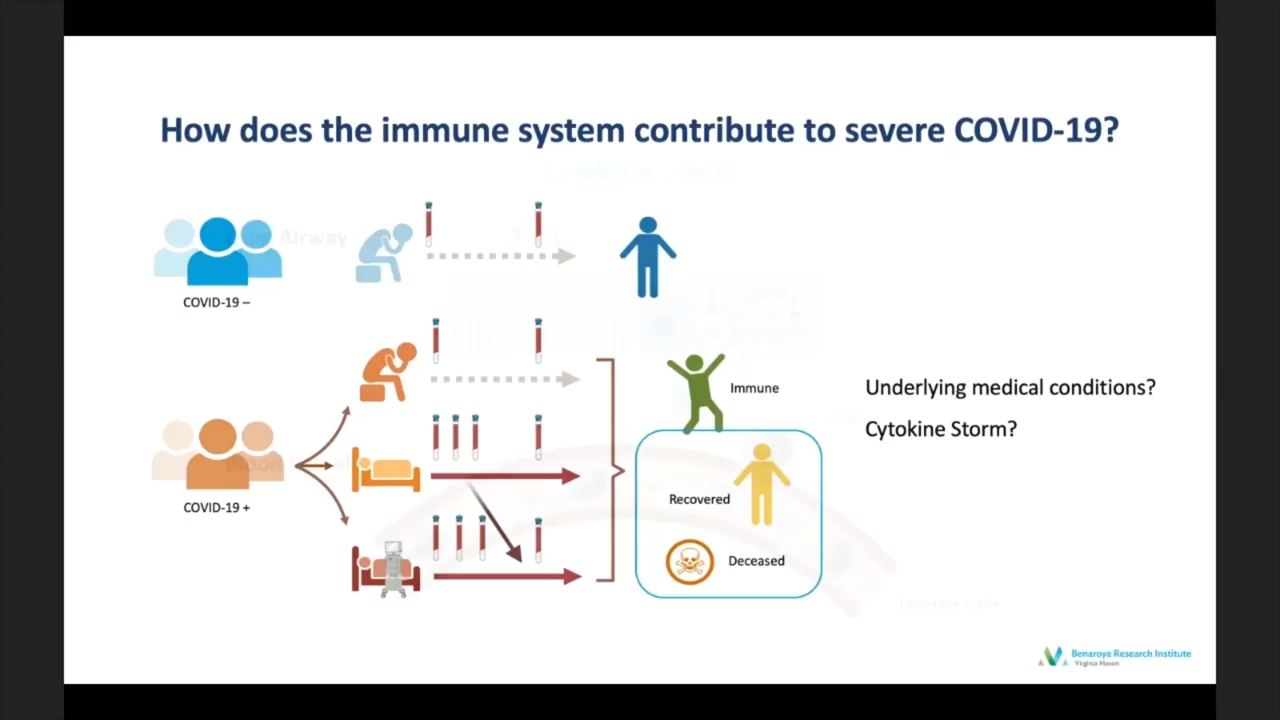 How does the immune system contribute to severe COVID-19?
COVID-19 –
COVID-19 +
Immune
Recovered
Deceased
Underlying medical conditions?
Cytokine Storm?
Benaroya Research Institute
Virginia Mason